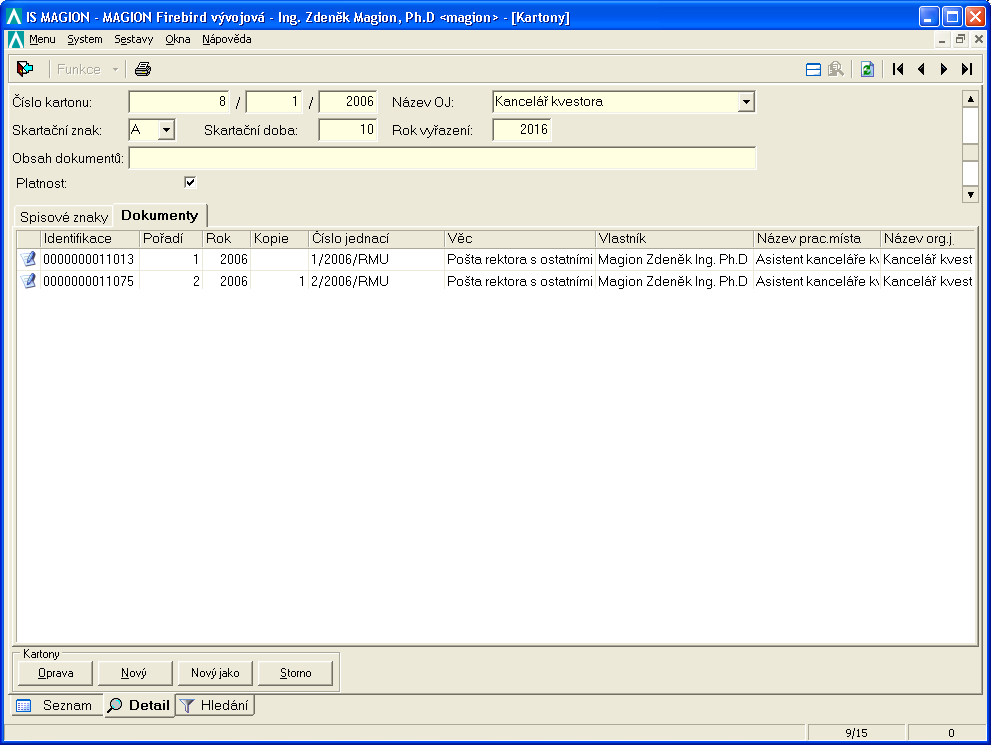 IS MAGION - MAGION Firebird vývojová - Ing. Zdeněk Magion, Ph.D <magion> - [Kartony]
Menu System Sestavy Okna Nápověda
Funkce
Číslo kartonu: 8 / 1 / 2006 Název OJ: Kancelář kvestora
Skartační znak: A Skartační doba: 10 Rok vyřazení: 2016
Obsah dokumentů:
Platnost:
Spisové znaky Dokumenty
Identifikace Pořadí Rok Kopie Číslo jednací Věc Vlastník Název prac.místa Název org.j.
0000000011013 1 2006 1/2006/RMU Pošta rektora s ostatními Magion Zdeněk Ing. Ph.D Asistent kanceláře kv Kancelář kvest
0000000011075 2 2006 1 2/2006/RMU Pošta rektora s ostatními Magion Zdeněk Ing. Ph.D Asistent kanceláře kv Kancelář kvest
Kartony
Oprava Nový Nový jako Storno
Seznam Detail Hledání
9/15 0